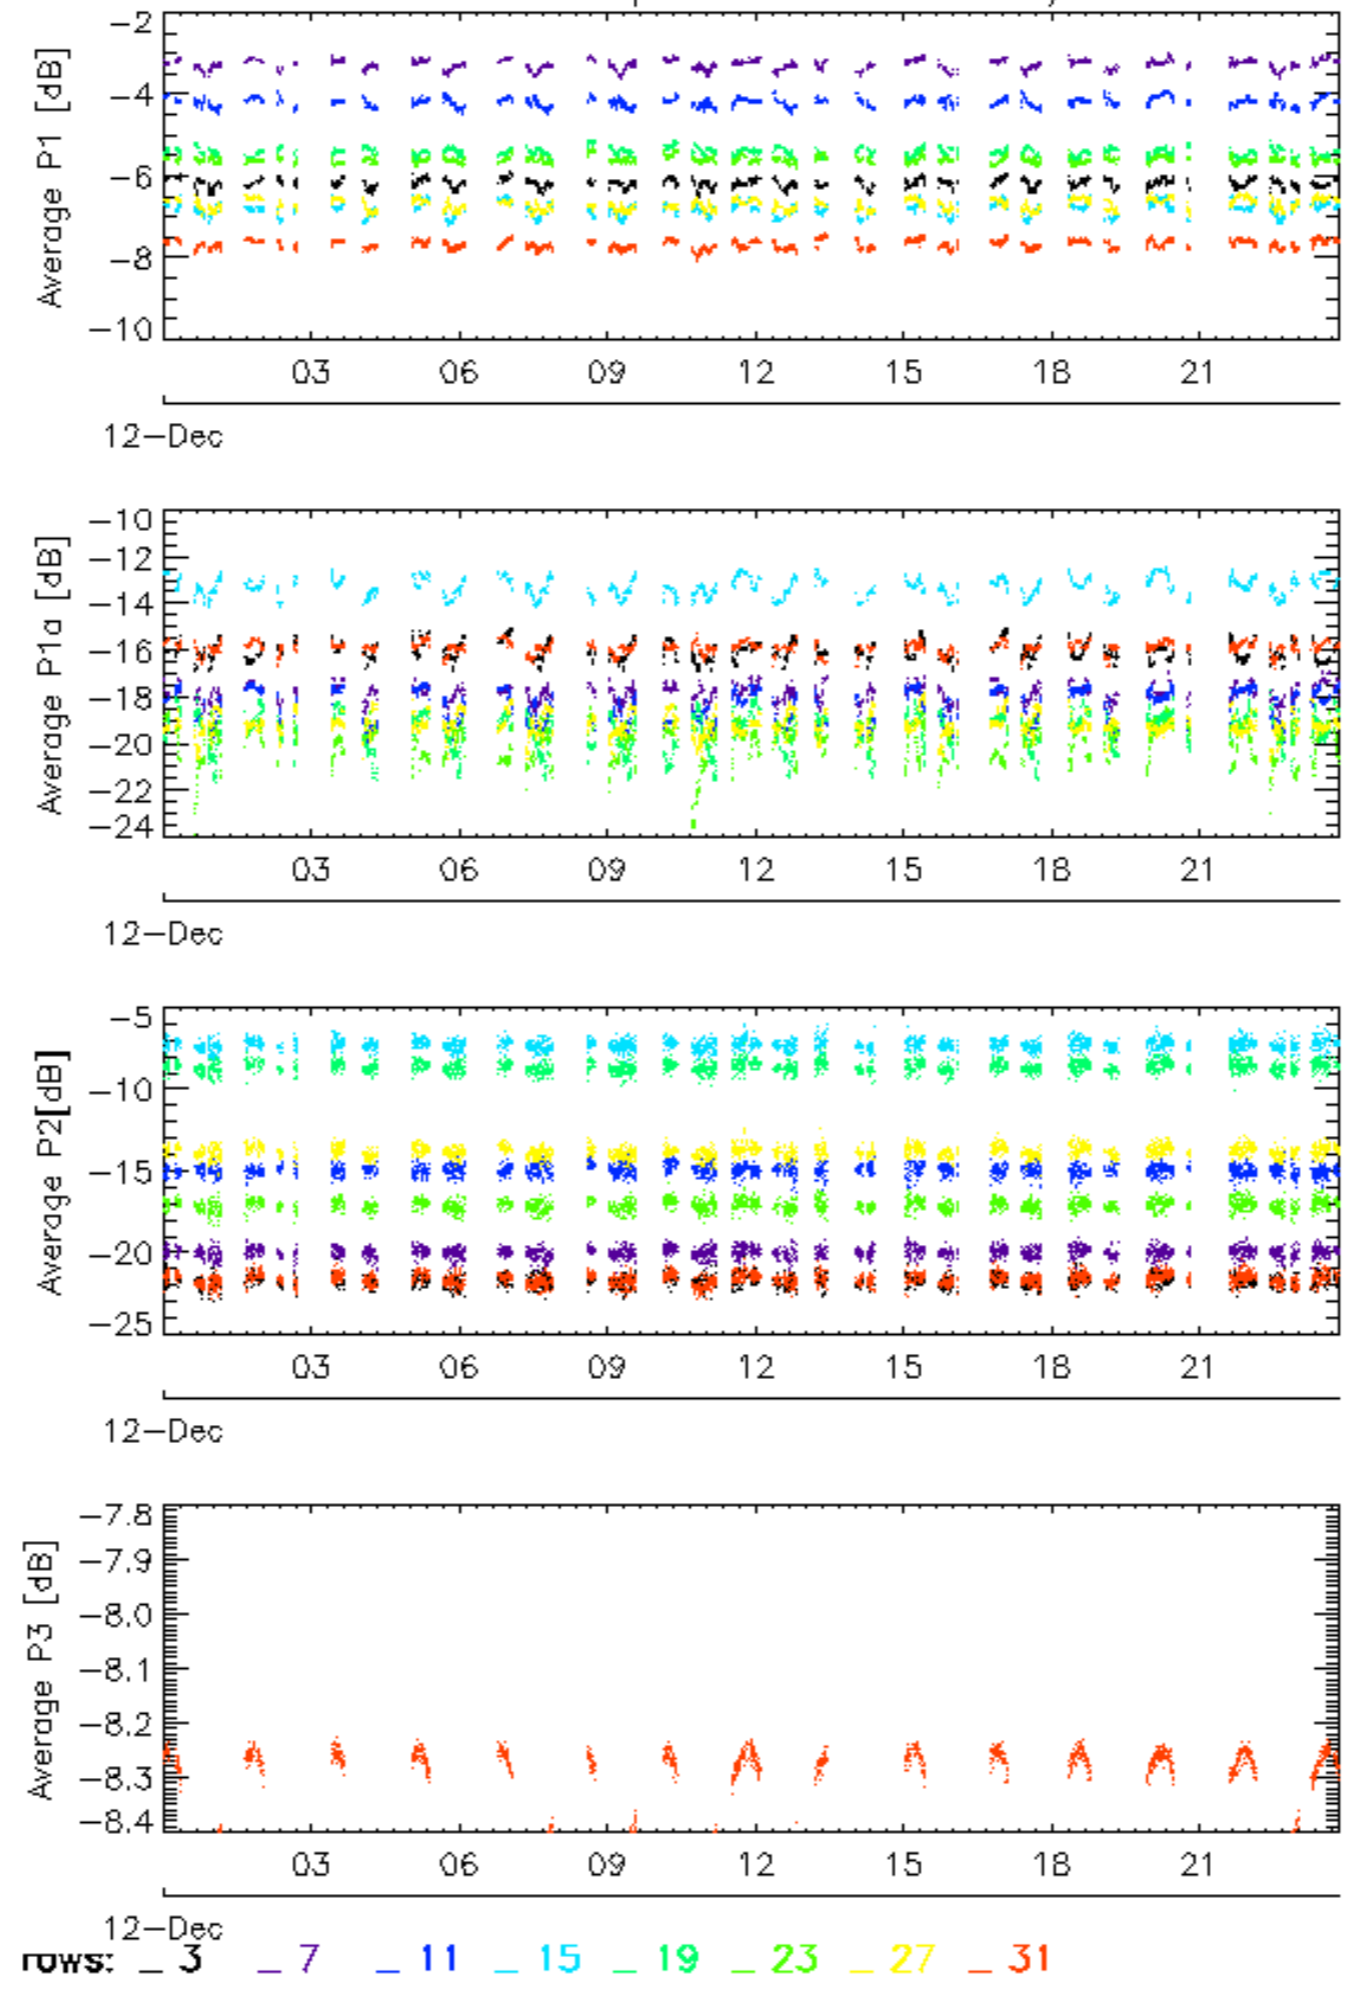 Average P1 [dB]
-2
-4
-6
-8
-10
03 06 09 12 15 18 21
12-Dec
Average P1a [dB]
-10
-12
-14
-16
-18
-20
-22
-24
03 06 09 12 15 18 21
12-Dec
Average P2[dB]
-5
-10
-15
-20
-25
03 06 09 12 15 18 21
12-Dec
Average P3 [dB]
-7.8
-7.9
-8.0
-8.1
-8.2
-8.3
-8.4
03 06 09 12 15 18 21
12-Dec
rows: _ 3 _ 7 _ 11 _ 15 _ 19 _ 23 _ 27 _ 31